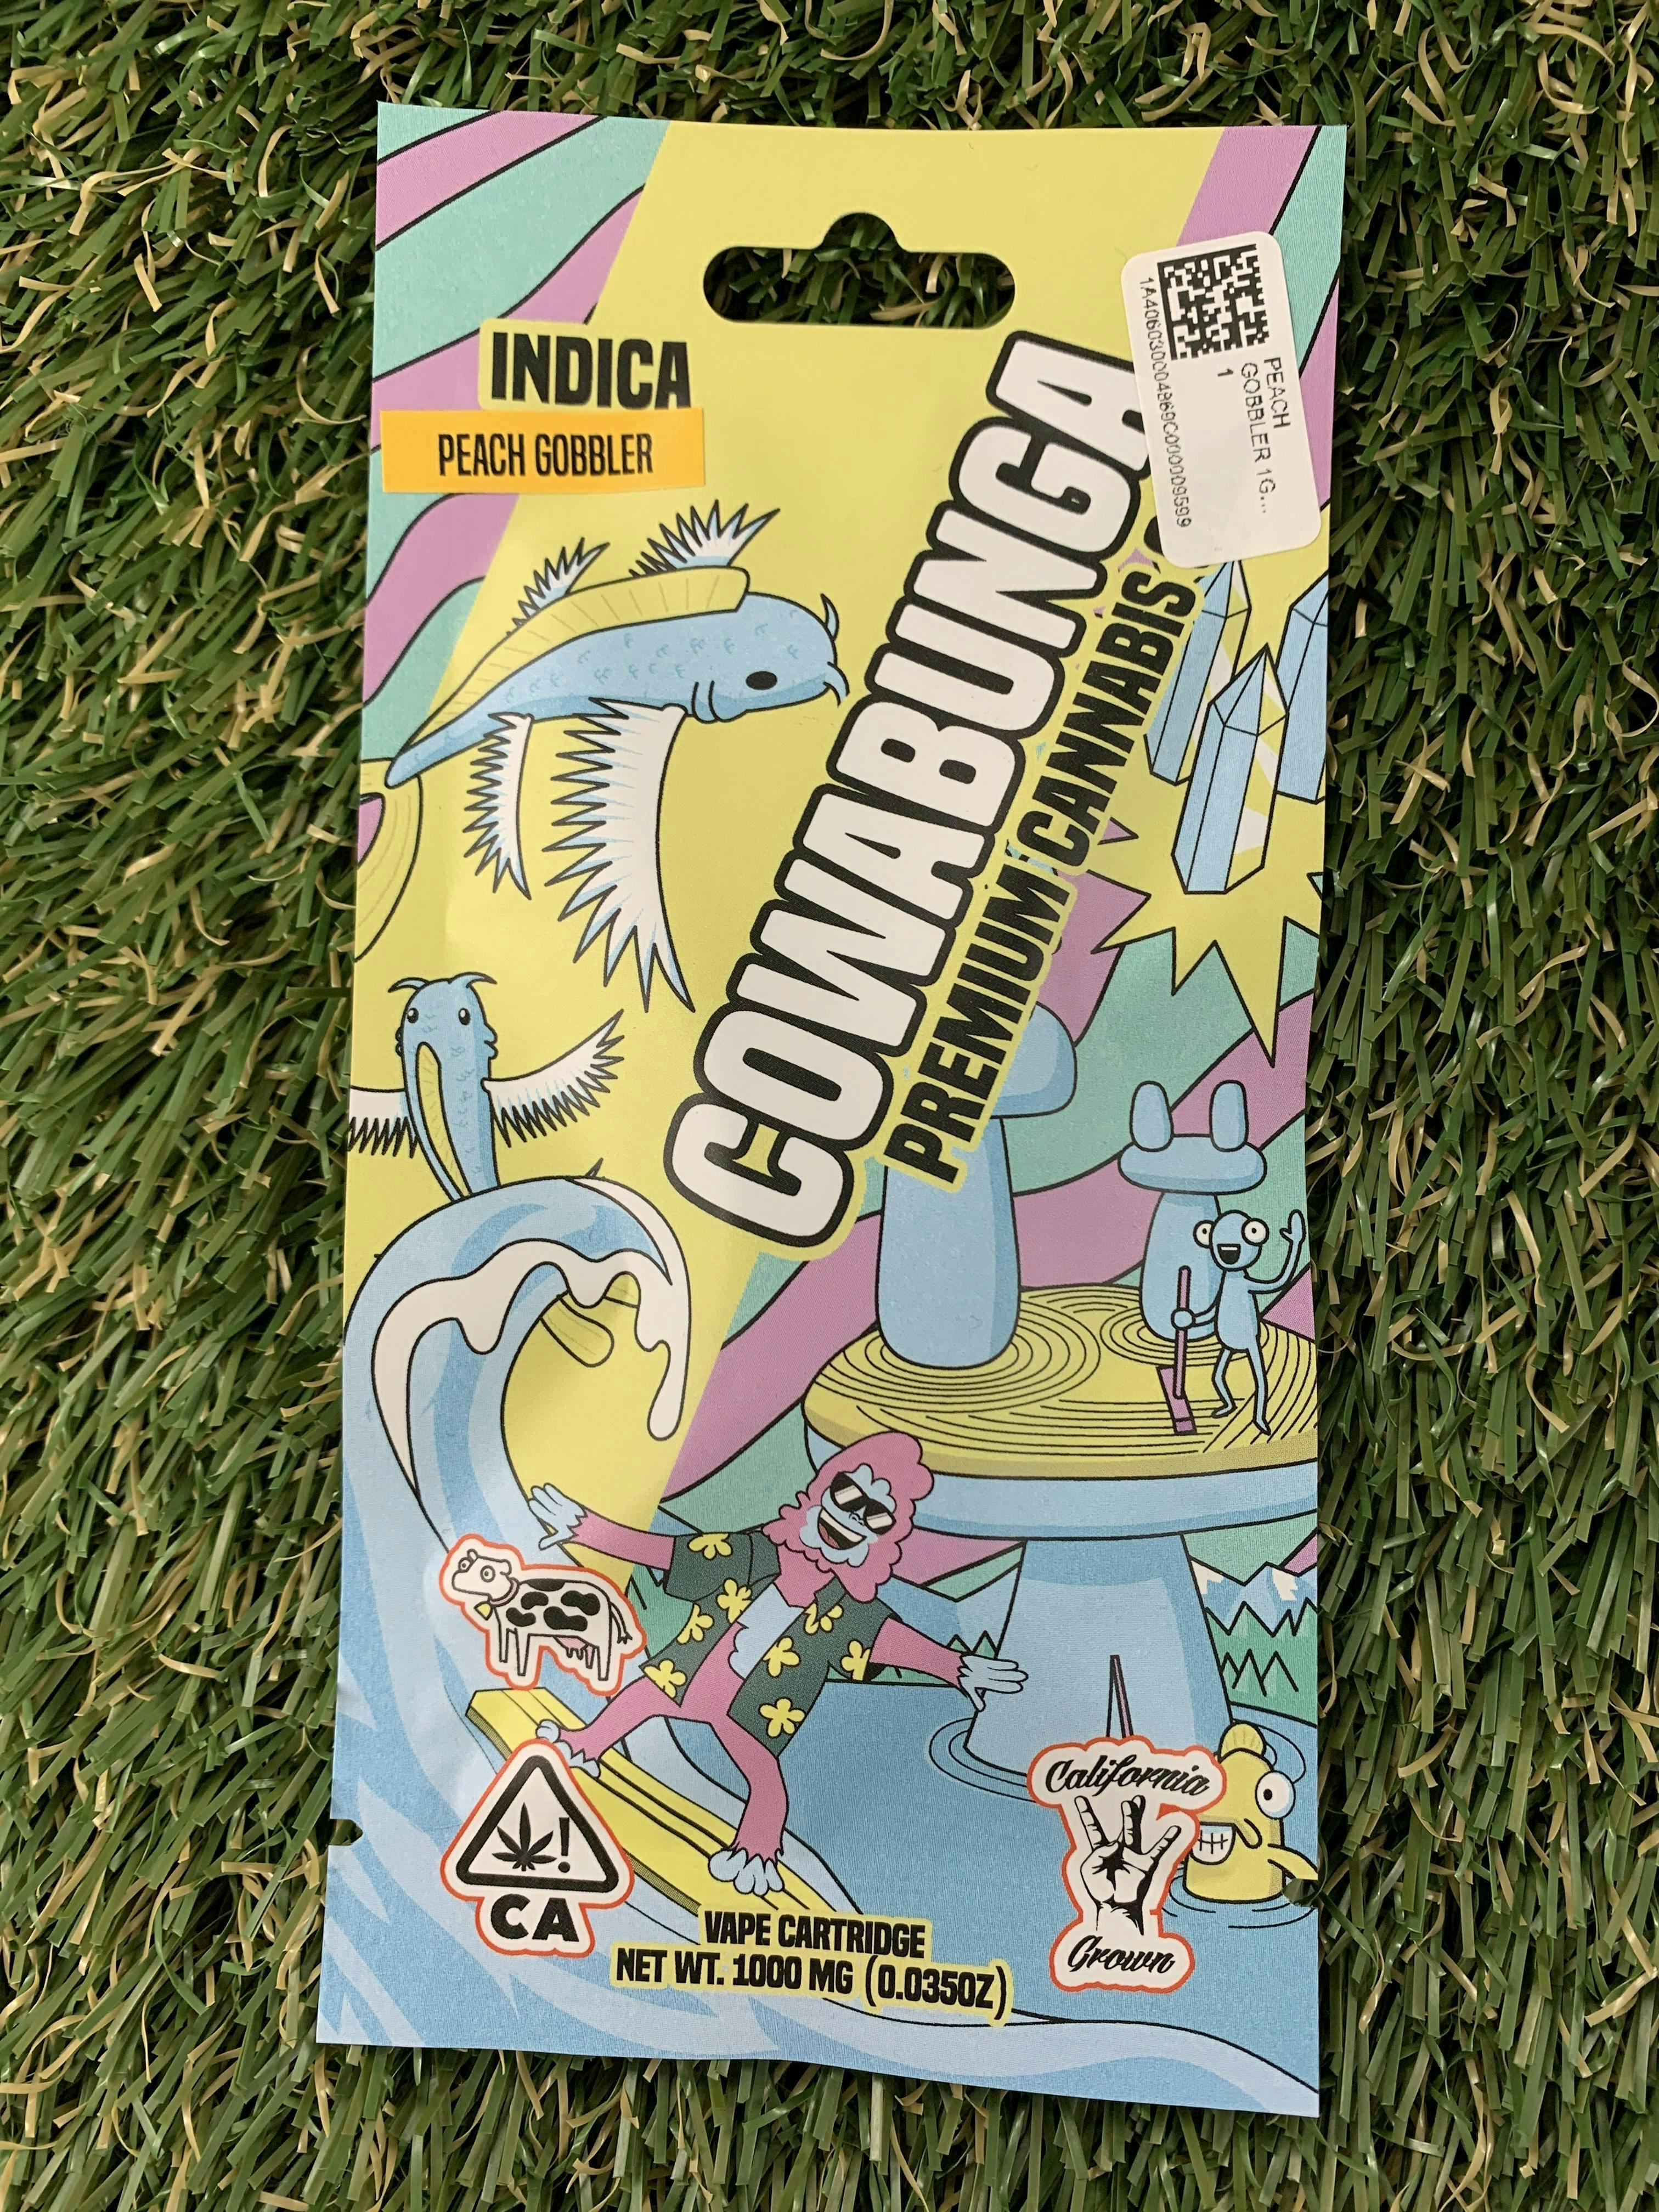 INDICA
PEACH GOBBLER
COWABUNGA
PREMIUM CANNABIS
PEACH
GOBBLER 1G...
1
CA
VAPE CARTRIDGE
NET WT. 1000 MG (0.035OZ)
California
Grown